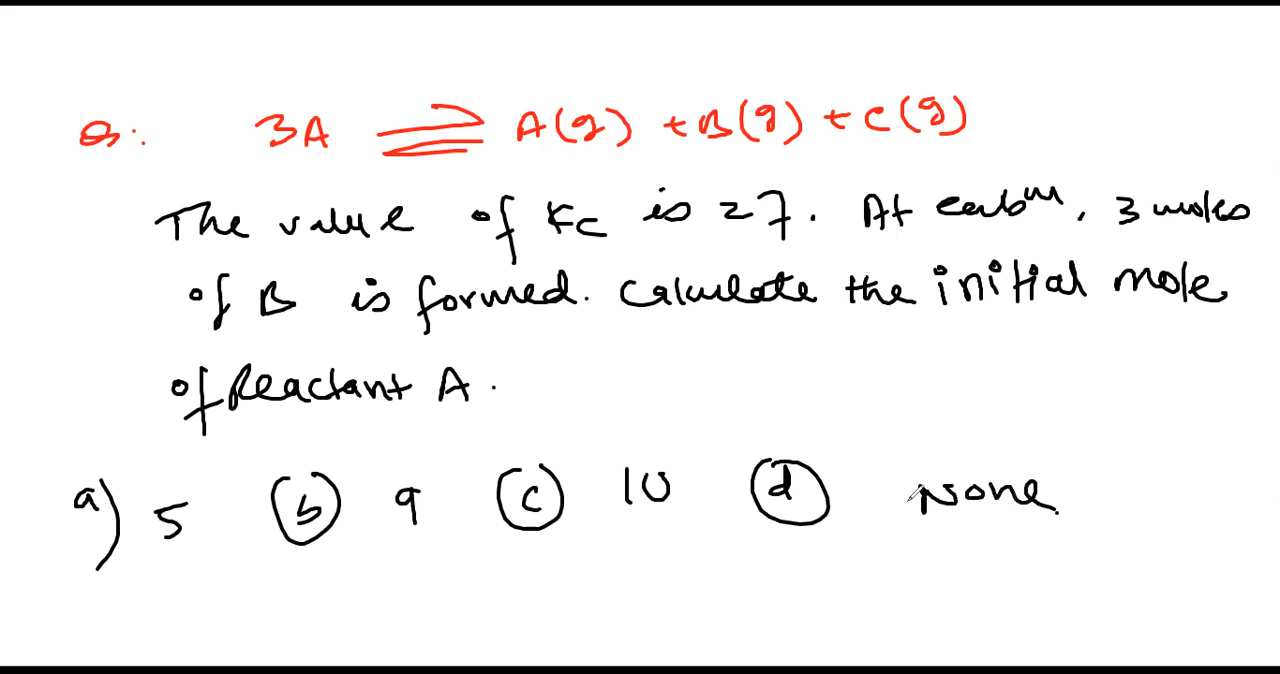 Q: 3A ⇌ A(g) + B(g) + C(g)
The value of Kc is 27. At eqlbm, 3 moles
of B is formed. Calculate the initial mole
of Reactant A.
a) 5 (b) 9 (c) 10 (d) None.